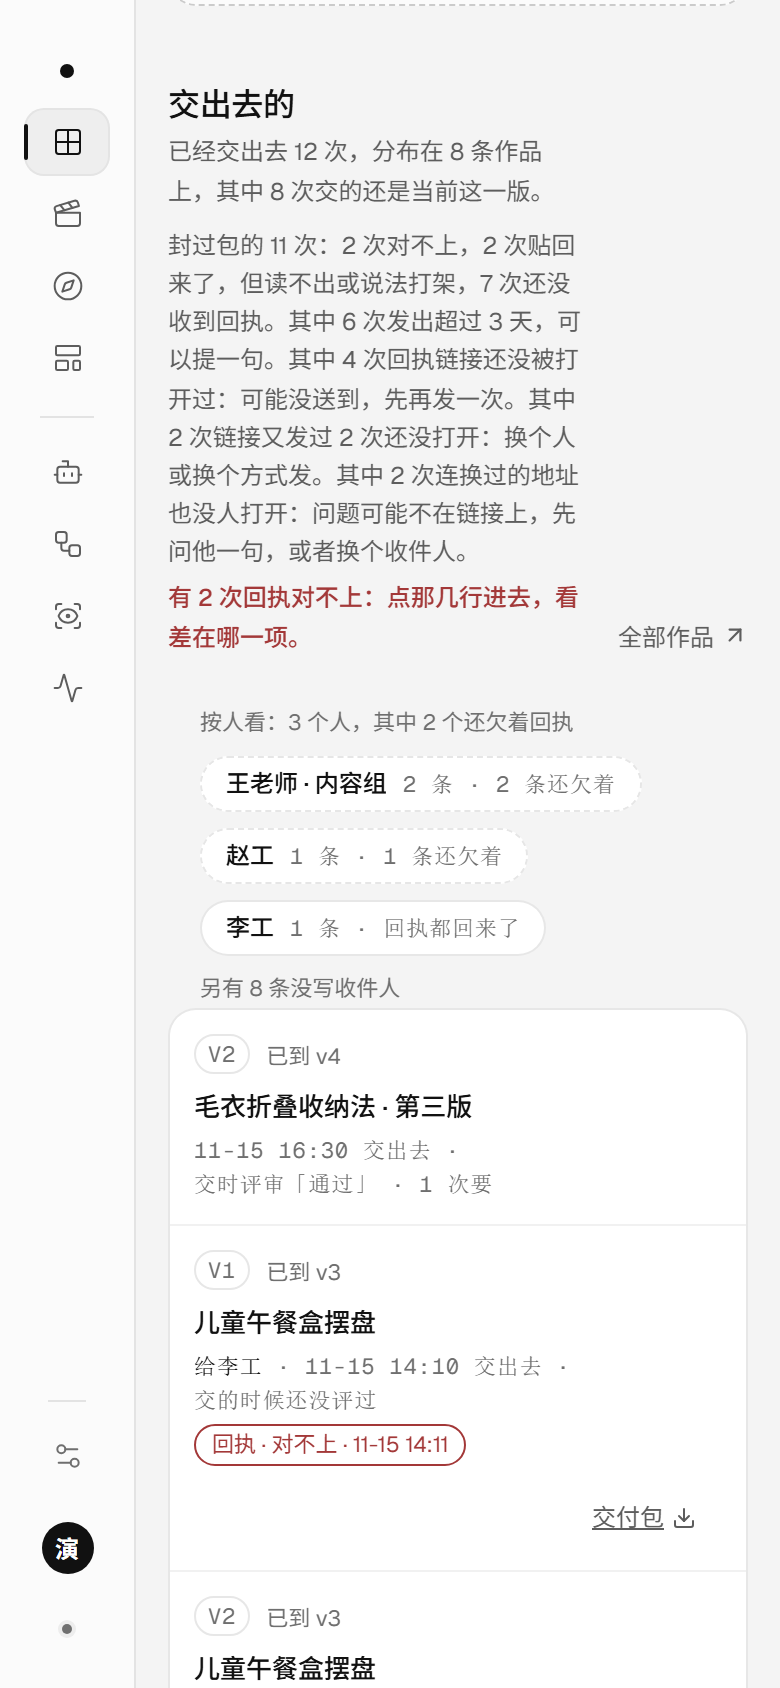 交出去的
已经交出去 12 次，分布在 8 条作品
上，其中 8 次交的还是当前这一版。
封过包的 11 次：2 次对不上，2 次贴回
来了，但读不出或说法打架，7 次还没
收到回执。其中 6 次发出超过 3 天，可
以提一句。其中 4 次回执链接还没被打
开过：可能没送到，先再发一次。其中
2 次链接又发过 2 次还没打开：换个人
或换个方式发。其中 2 次连换过的地址
也没人打开：问题可能不在链接上，先
问他一句，或者换个收件人。
有 2 次回执对不上：点那几行进去，看
差在哪一项。
全部作品
按人看：3 个人，其中 2 个还欠着回执
王老师 · 内容组 2 条 · 2 条还欠着
赵工 1 条 · 1 条还欠着
李工 1 条 · 回执都回来了
另有 8 条没写收件人
V2 已到 v4
毛衣折叠收纳法 · 第三版
11-15 16:30 交出去 ·
交时评审「通过」 · 1 次要
V1 已到 v3
儿童午餐盒摆盘
给李工 · 11-15 14:10 交出去 ·
交的时候还没评过
回执 · 对不上 · 11-15 14:11
交付包
演
V2 已到 v3
儿童午餐盒摆盘